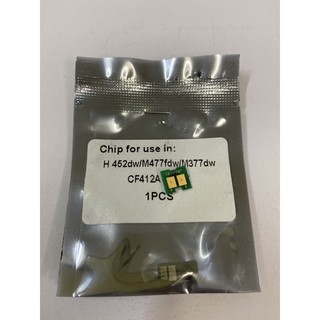 Chip for use in:
H 452dw/M477fdw/M377dw
CF412A
1PCS